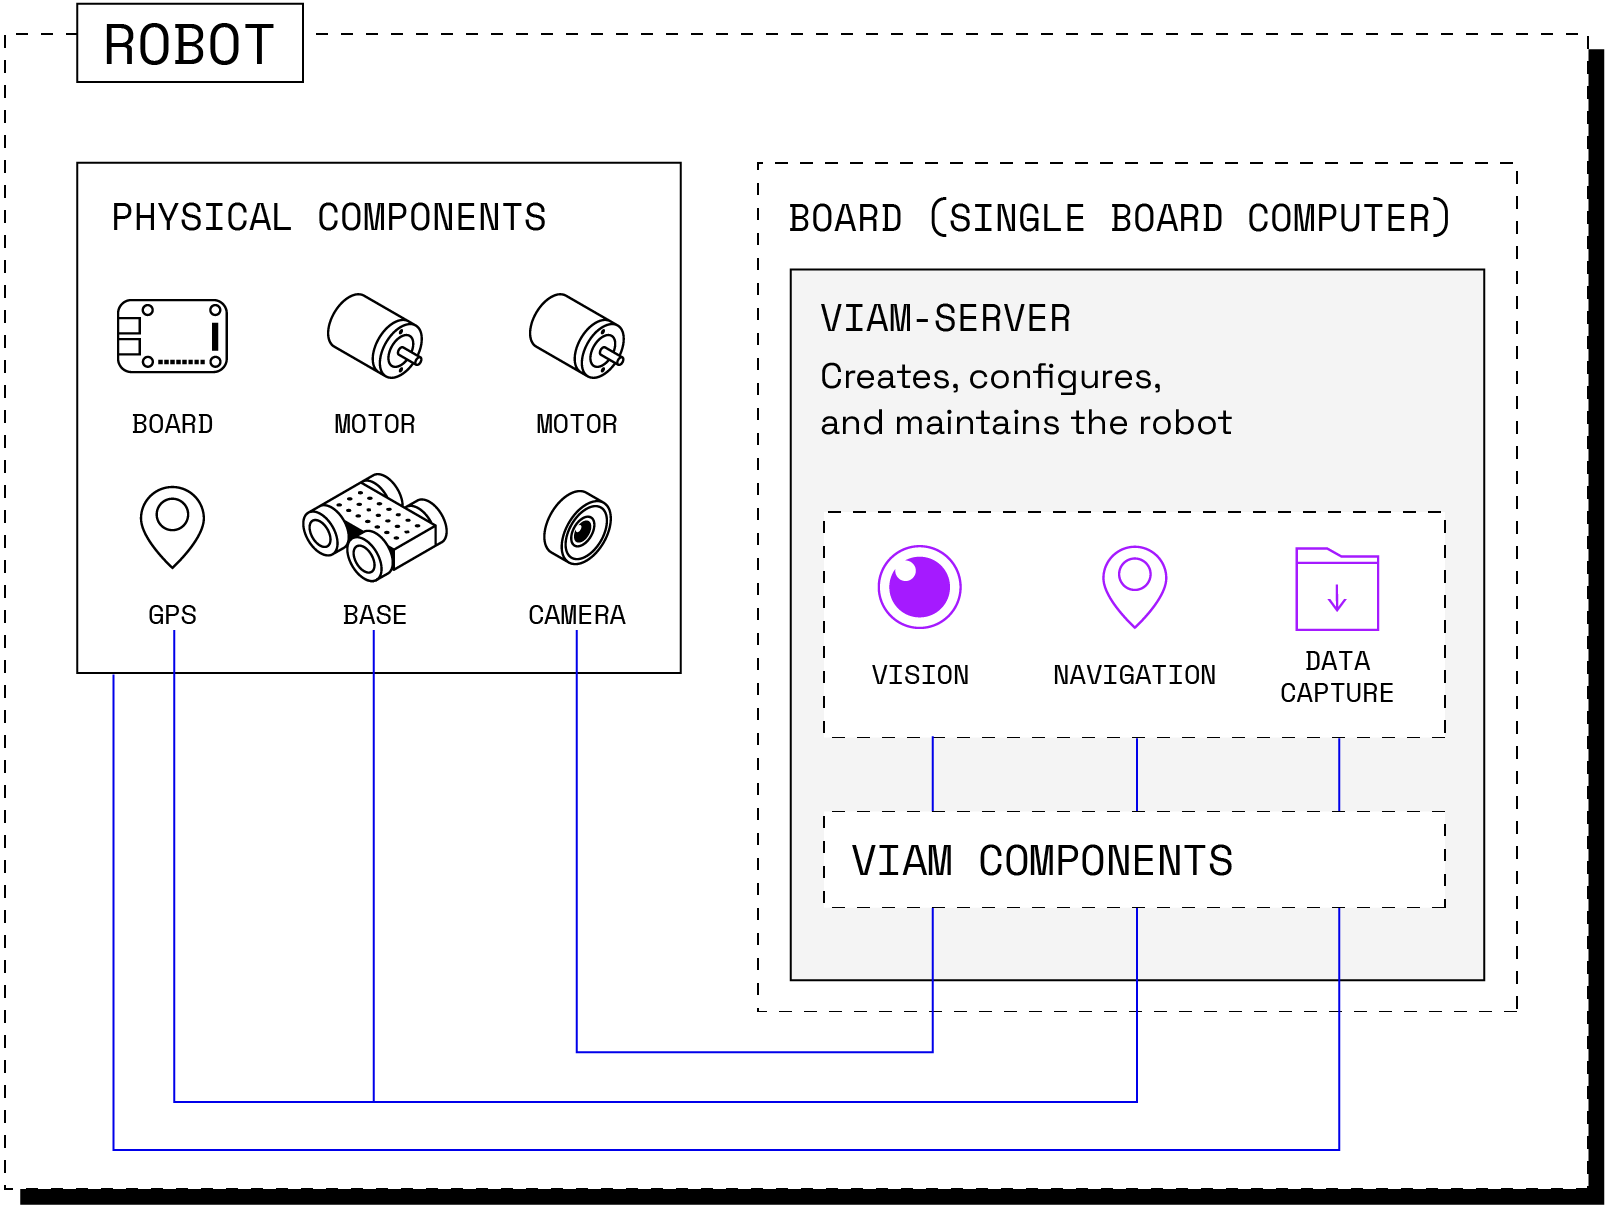 ROBOT
PHYSICAL COMPONENTS
BOARD
MOTOR
MOTOR
GPS
BASE
CAMERA
BOARD (SINGLE BOARD COMPUTER)
VIAM-SERVER
Creates, configures,
and maintains the robot
VISION
NAVIGATION
DATA
CAPTURE
VIAM COMPONENTS